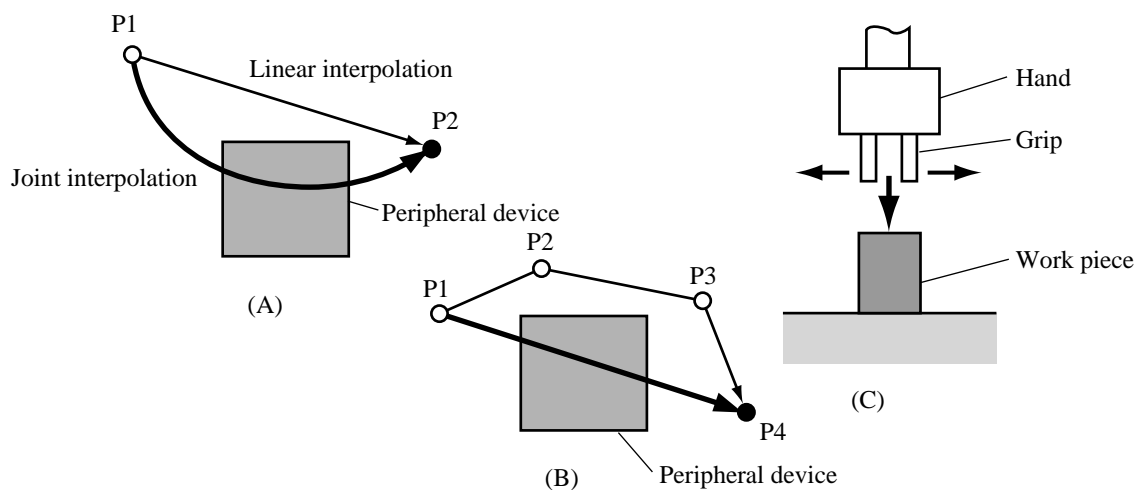 P1
Linear interpolation
P2
Joint interpolation
Peripheral device
(A)
P1
P2
P3
P4
Peripheral device
(B)
Hand
Grip
Work piece
(C)